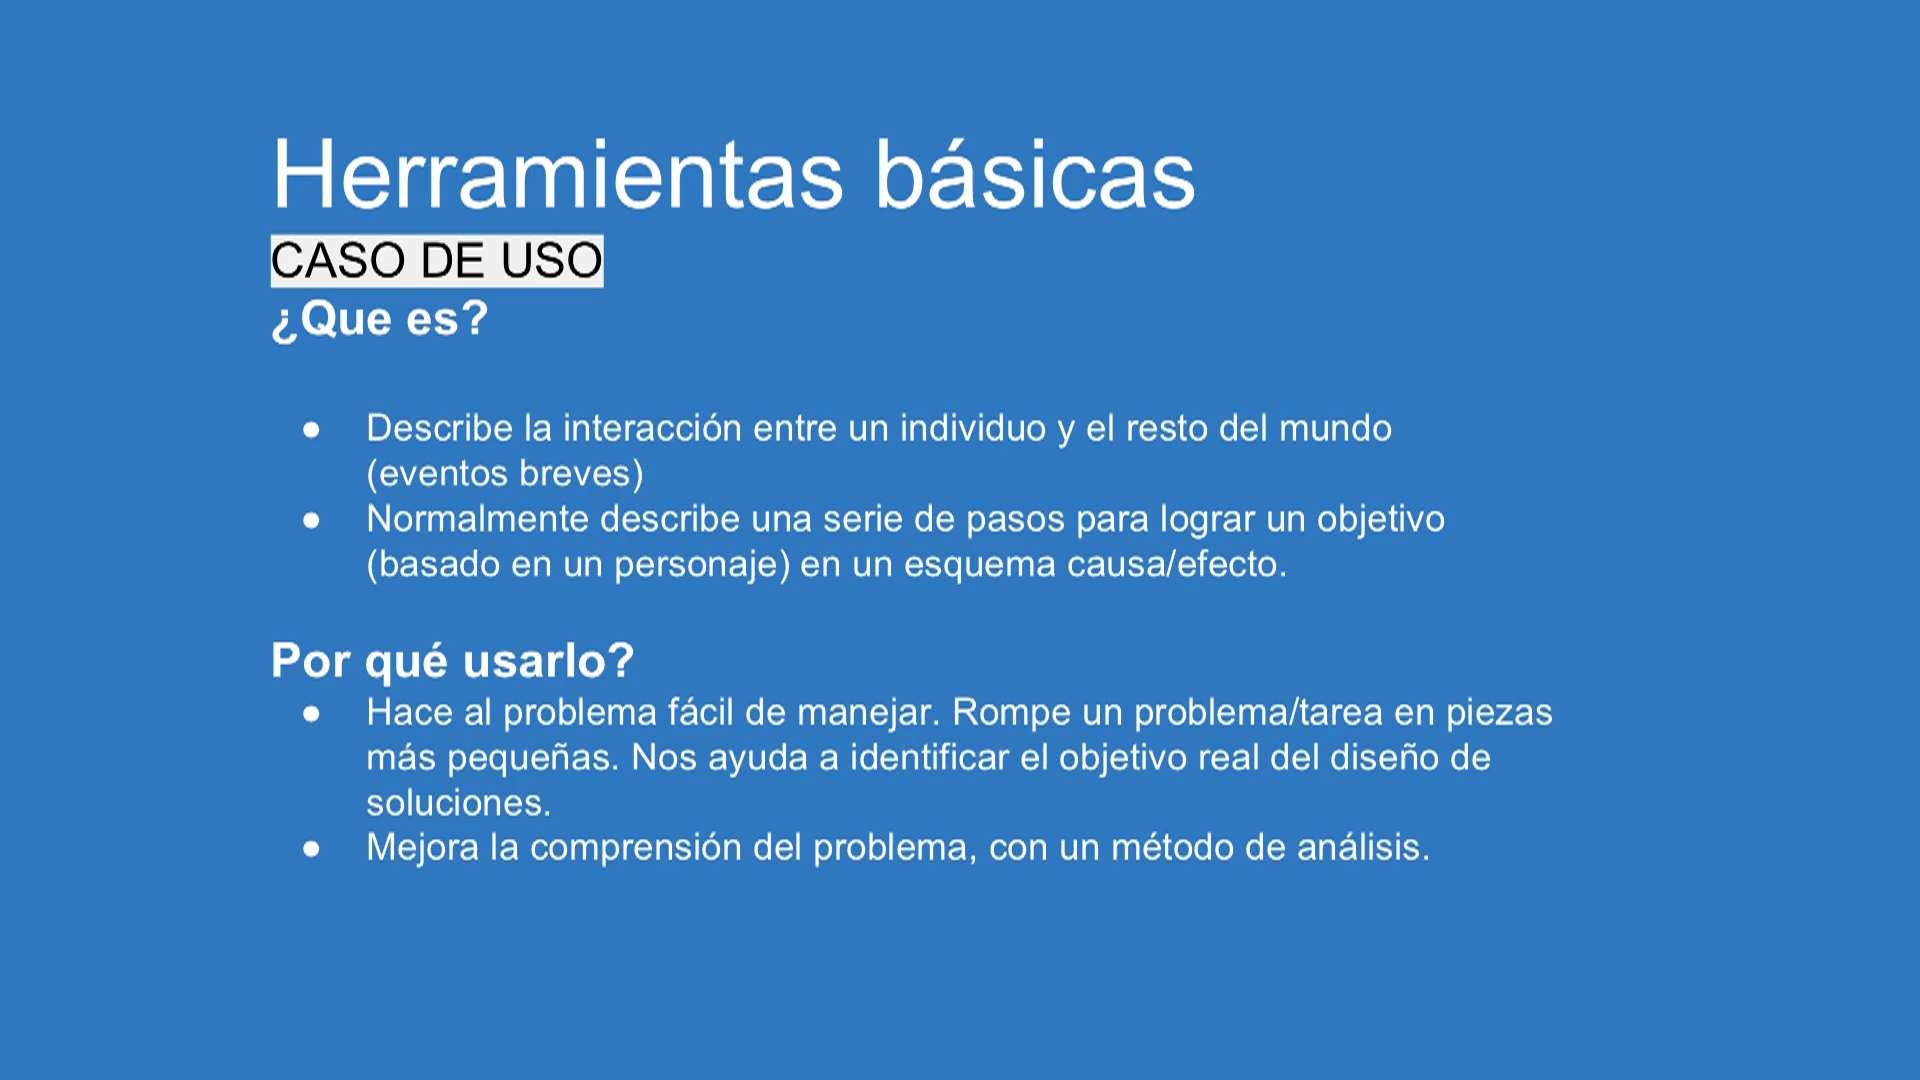 Herramientas básicas
CASO DE USO
¿Que es?
● Describe la interacción entre un individuo y el resto del mundo
(eventos breves)
● Normalmente describe una serie de pasos para lograr un objetivo
(basado en un personaje) en un esquema causa/efecto.
Por qué usarlo?
● Hace al problema fácil de manejar. Rompe un problema/tarea en piezas
más pequeñas. Nos ayuda a identificar el objetivo real del diseño de
soluciones.
● Mejora la comprensión del problema, con un método de análisis.